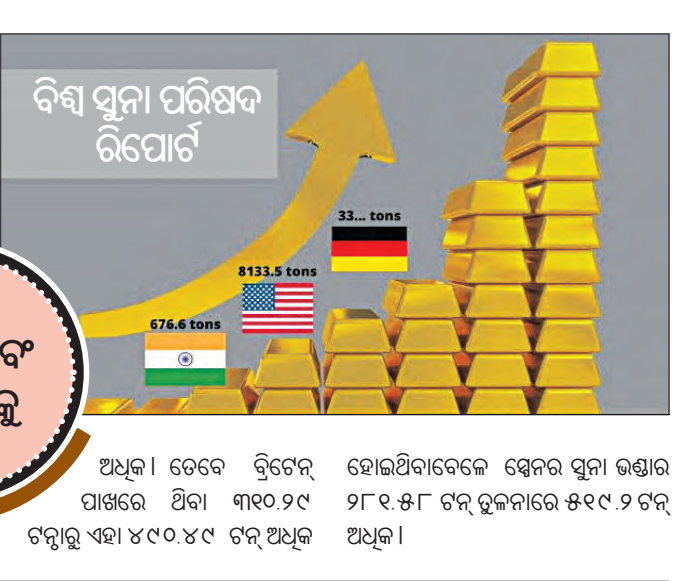 ବିଶ୍ୱ ସୁନା ପରିଷଦ
ରିପୋର୍ଟ
33... tons
8133.5 tons
676.6 tons
ଅଧିକ। ତେବେ ବ୍ରିଟେନ୍
ପାଖରେ ଥିବା ୩୧୦.୨୯
ଟନ୍ଠାରୁ ଏହା ୪୯୦.୪୯ ଟନ୍ ଅଧିକ
ହୋଇଥିବାବେଳେ ସ୍ପେନର ସୁନା ଭଣ୍ଡାର
୨୮୧.୫୮ ଟନ୍ ତୁଳନାରେ ୫୧୯.୨ ଟନ୍
ଅଧିକ।